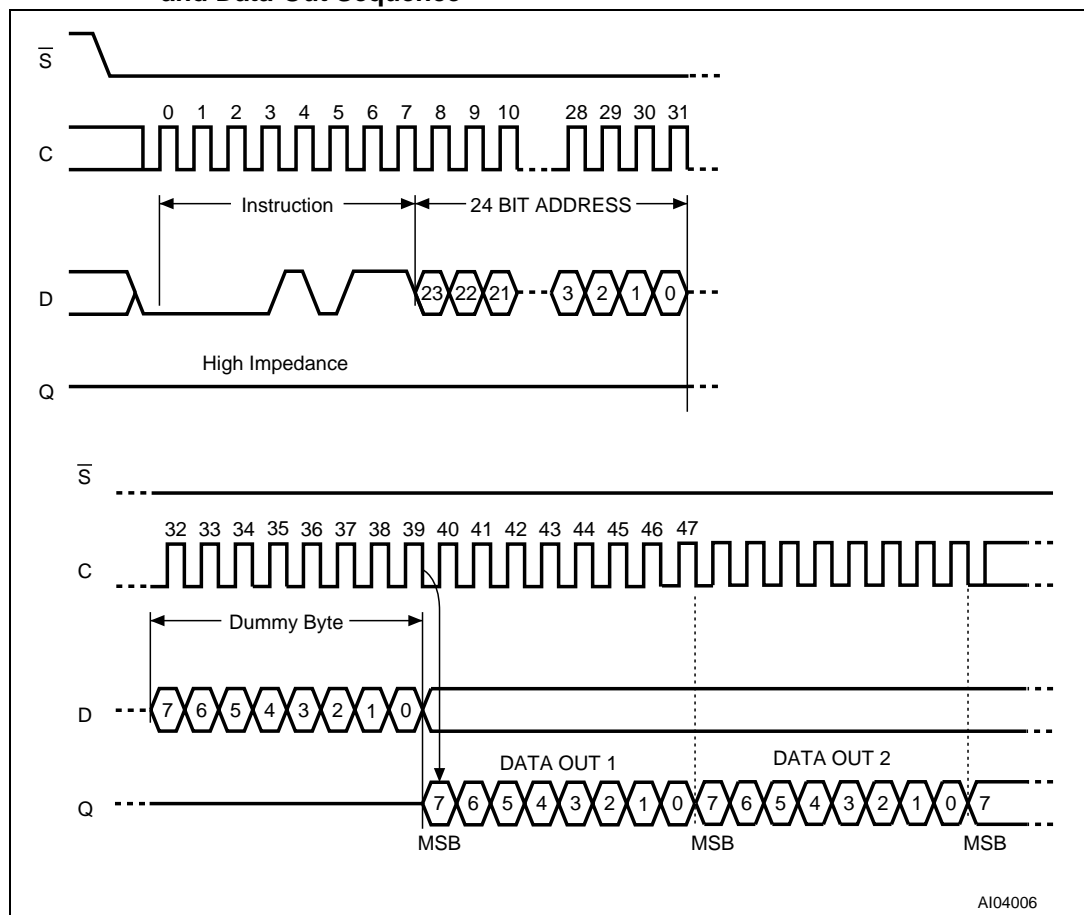 and Data-Out Sequence
S
0 1 2 3 4 5 6 7 8 9 10 28 29 30 31
C
Instruction 24 BIT ADDRESS
D 23 22 21 3 2 1 0
High Impedance
Q
S
32 33 34 35 36 37 38 39 40 41 42 43 44 45 46 47
C
Dummy Byte
D 7 6 5 4 3 2 1 0
DATA OUT 1 DATA OUT 2
Q 7 6 5 4 3 2 1 0 7 6 5 4 3 2 1 0 7
MSB MSB MSB
AI04006